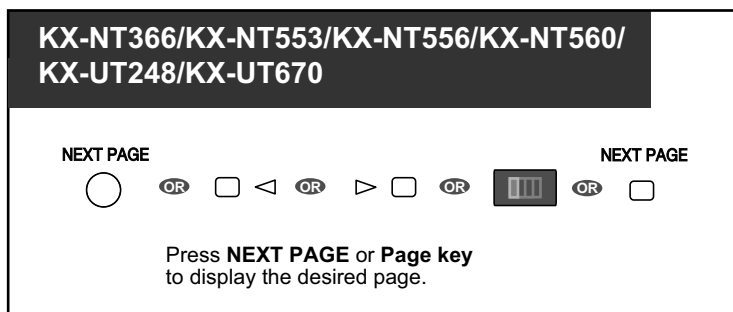 KX-NT366/KX-NT553/KX-NT556/KX-NT560/
KX-UT248/KX-UT670
NEXT PAGE
NEXT PAGE
OR
OR
OR
OR
Press NEXT PAGE or Page key
to display the desired page.